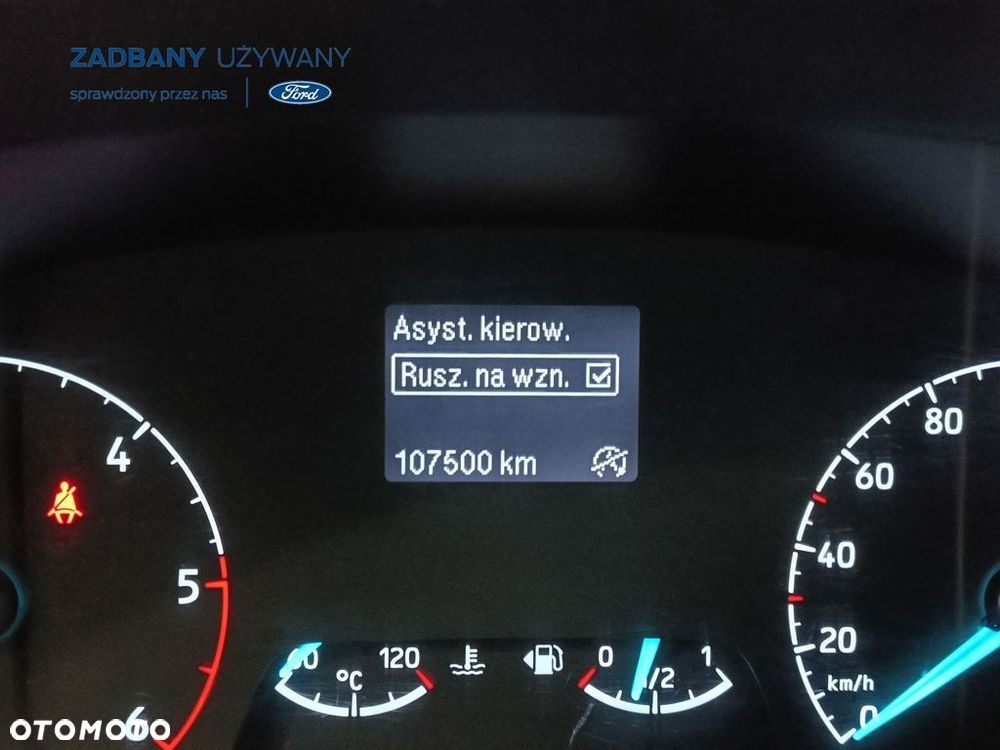 ZADBANY UŻYWANY
sprawdzony przez nas
Ford
Asyst. kierow.
Rusz. na wzn.
107500 km
4
5
6
80
60
40
20
0
km/h
120
°C
0
1/2
1
OTOMOTO